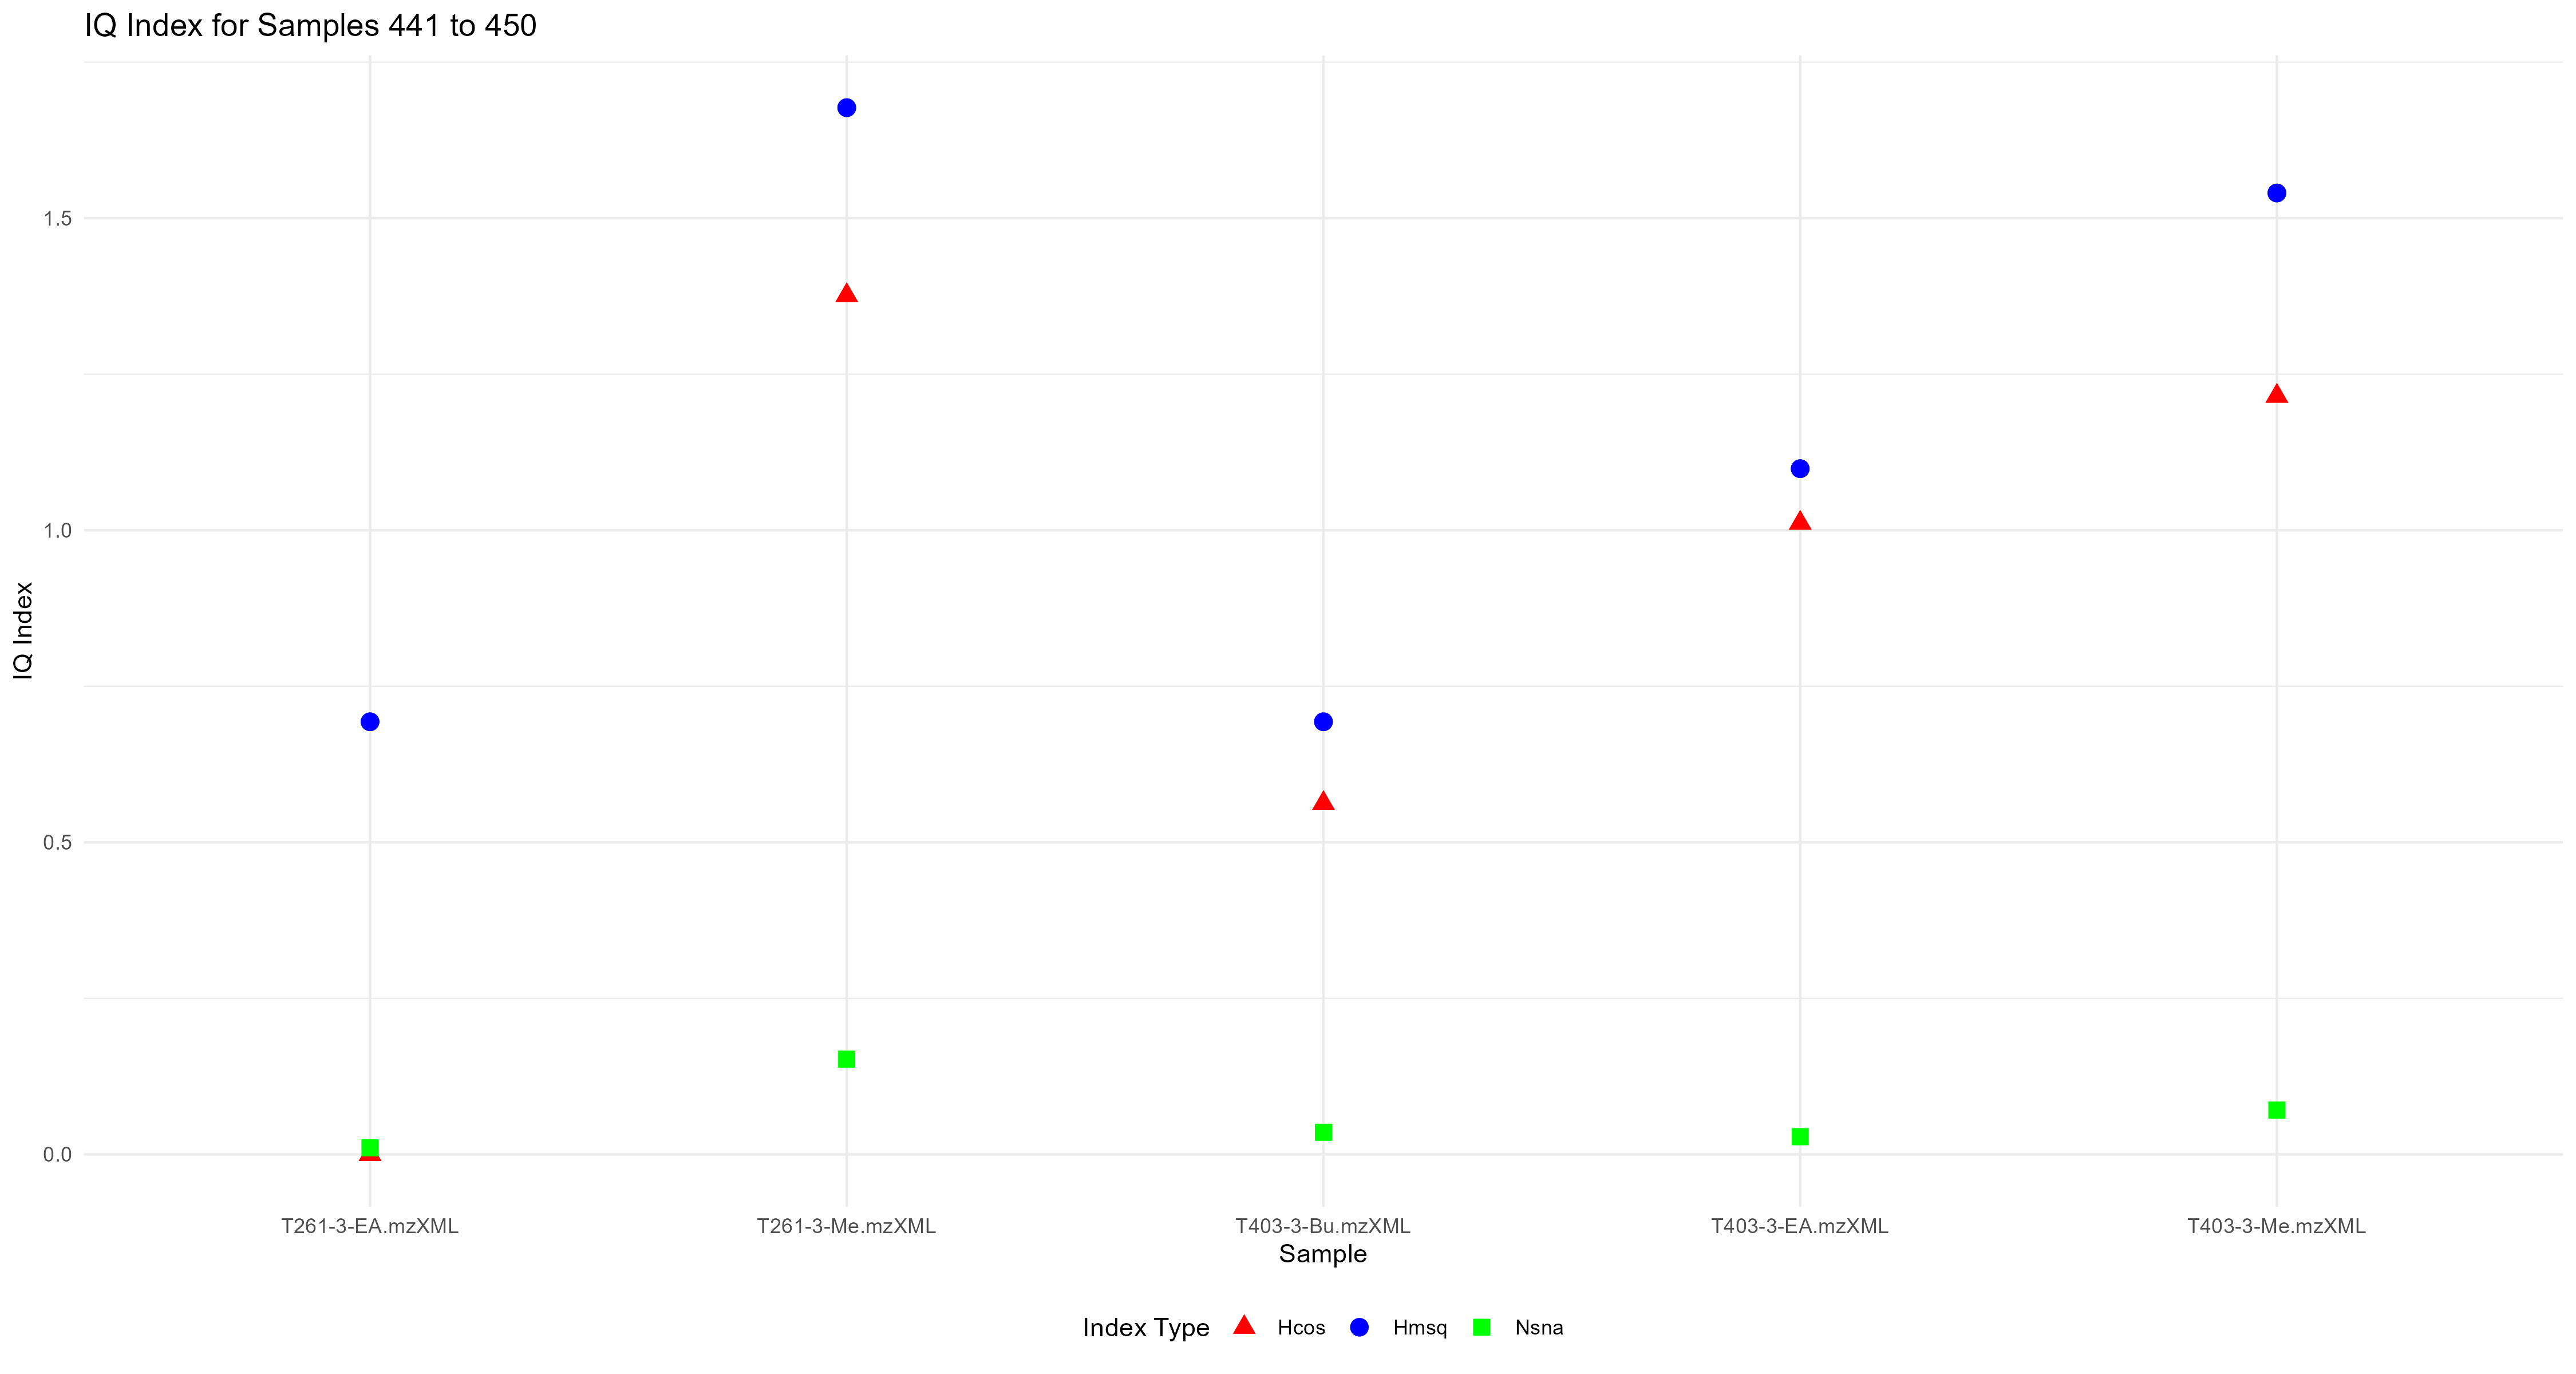 IQ Index for Samples 441 to 450
IQ Index
1.5
1.0
0.5
0.0
T261-3-EA.mzXML T261-3-Me.mzXML T403-3-Bu.mzXML T403-3-EA.mzXML T403-3-Me.mzXML
Sample
Index Type Hcos Hmsq Nsna